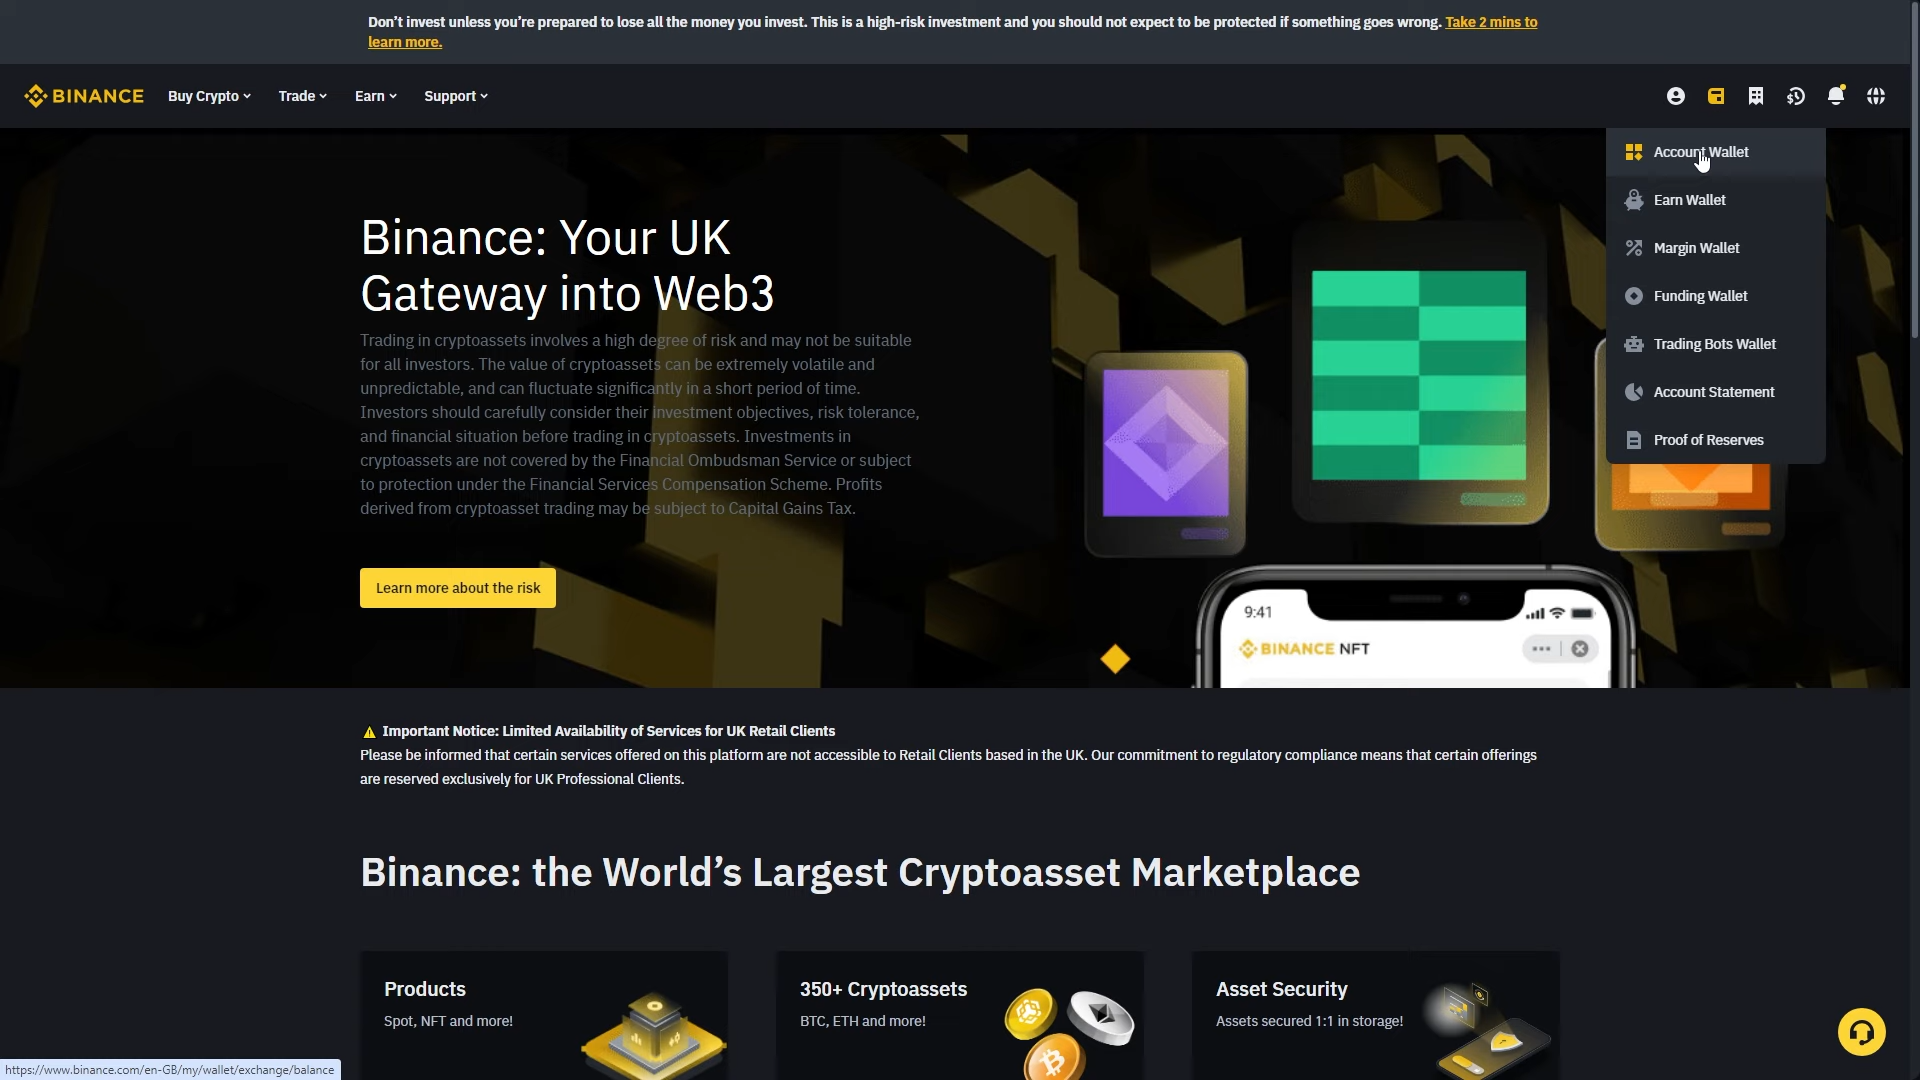 Don’t invest unless you’re prepared to lose all the money you invest. This is a high-risk investment and you should not expect to be protected if something goes wrong. Take 2 mins to
learn more.
BINANCE
Buy Crypto
Trade
Earn
Support
Account Wallet
Earn Wallet
Margin Wallet
Funding Wallet
Trading Bots Wallet
Account Statement
Proof of Reserves
Binance: Your UK
Gateway into Web3
Trading in cryptoassets involves a high degree of risk and may not be suitable
for all investors. The value of cryptoassets can be extremely volatile and
unpredictable, and can fluctuate significantly in a short period of time.
Investors should carefully consider their investment objectives, risk tolerance,
and financial situation before trading in cryptoassets. Investments in
cryptoassets are not covered by the Financial Ombudsman Service or subject
to protection under the Financial Services Compensation Scheme. Profits
derived from cryptoasset trading may be subject to Capital Gains Tax.
Learn more about the risk
9:41
BINANCE NFT
Important Notice: Limited Availability of Services for UK Retail Clients
Please be informed that certain services offered on this platform are not accessible to Retail Clients based in the UK. Our commitment to regulatory compliance means that certain offerings
are reserved exclusively for UK Professional Clients.
Binance: the World’s Largest Cryptoasset Marketplace
Products
Spot, NFT and more!
350+ Cryptoassets
BTC, ETH and more!
Asset Security
Assets secured 1:1 in storage!
https://www.binance.com/en-GB/my/wallet/exchange/balance